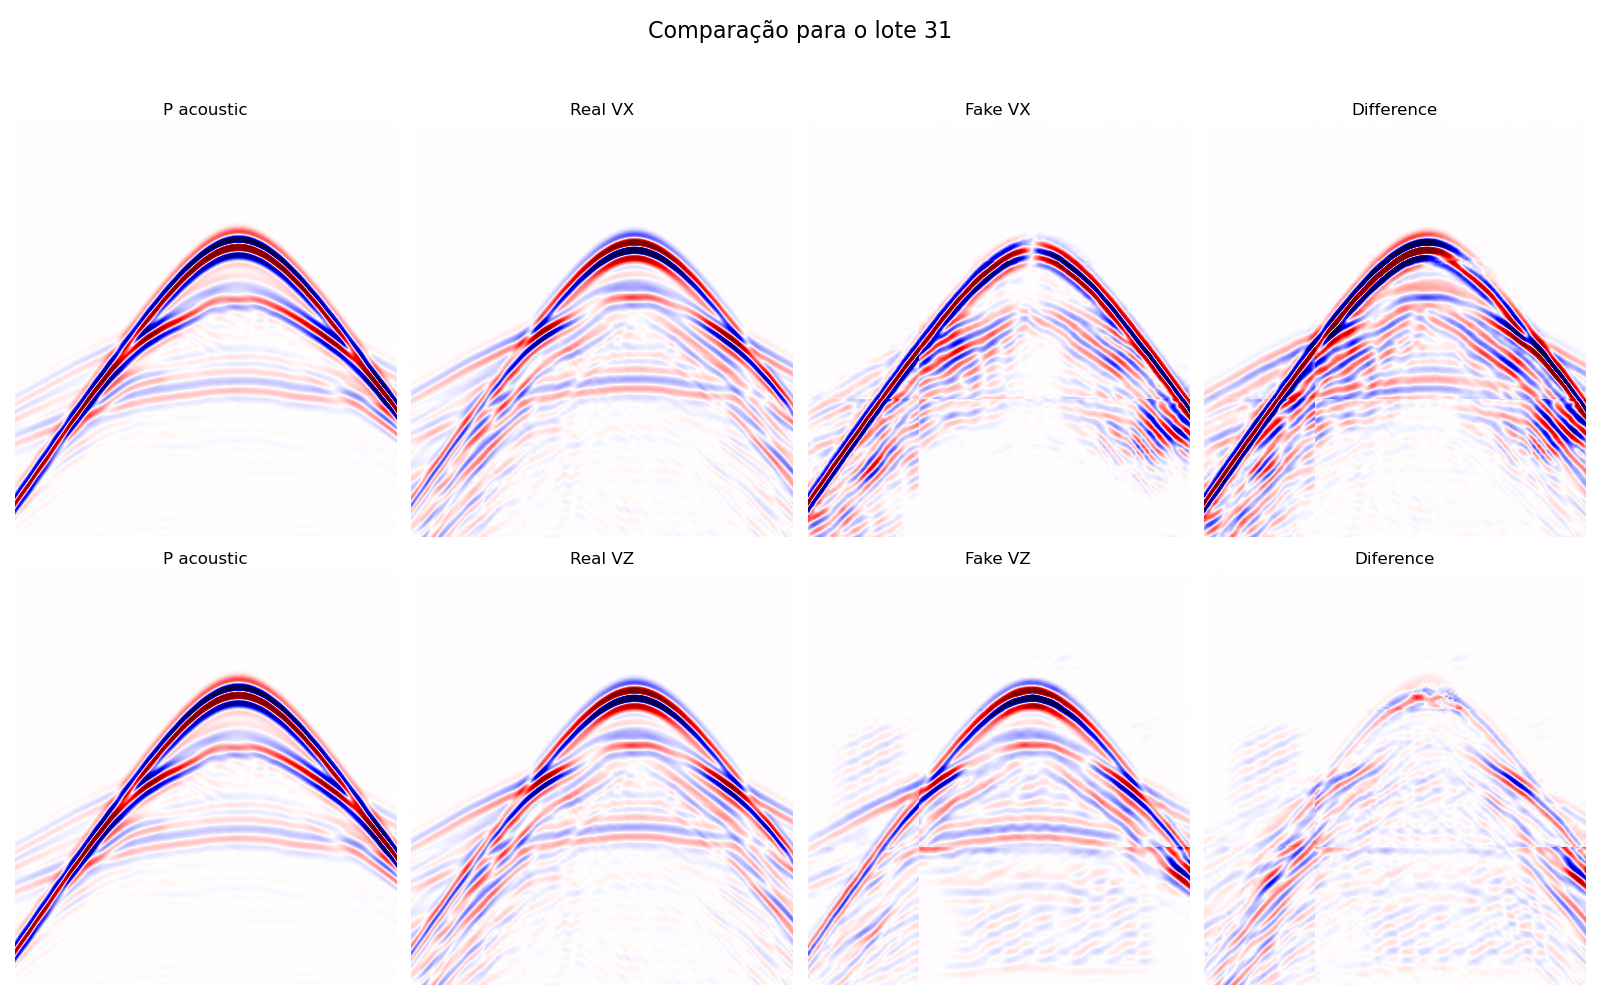 Comparação para o lote 31
P acoustic
Real VX
Fake VX
Difference
P acoustic
Real VZ
Fake VZ
Diference